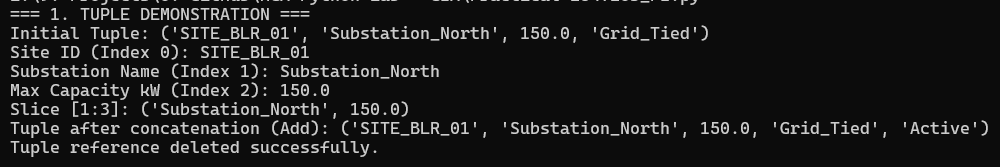 === 1. TUPLE DEMONSTRATION ===
Initial Tuple: ('SITE_BLR_01', 'Substation_North', 150.0, 'Grid_Tied')
Site ID (Index 0): SITE_BLR_01
Substation Name (Index 1): Substation_North
Max Capacity kW (Index 2): 150.0
Slice [1:3]: ('Substation_North', 150.0)
Tuple after concatenation (Add): ('SITE_BLR_01', 'Substation_North', 150.0, 'Grid_Tied', 'Active')
Tuple reference deleted successfully.